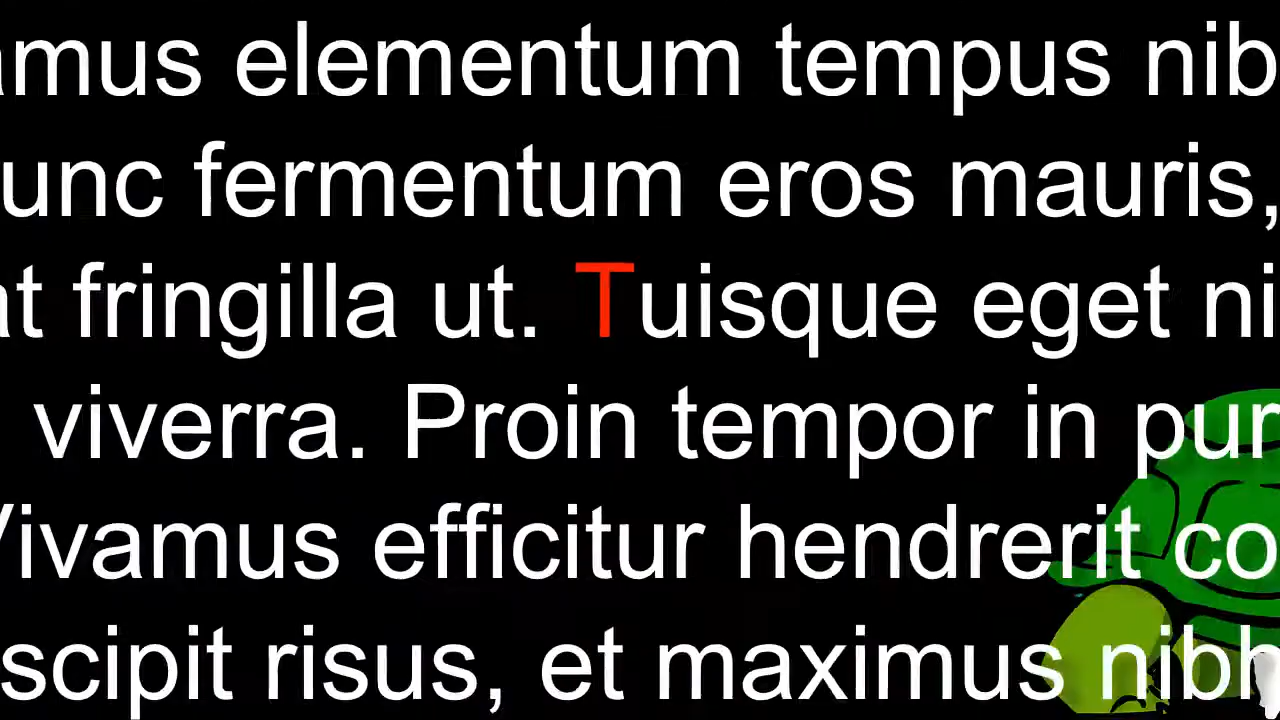 amus elementum tempus nib
unc fermentum eros mauris,
at fringilla ut. Tuisque eget ni
viverra. Proin tempor in pur
Vivamus efficitur hendrerit co
scipit risus, et maximus nibh